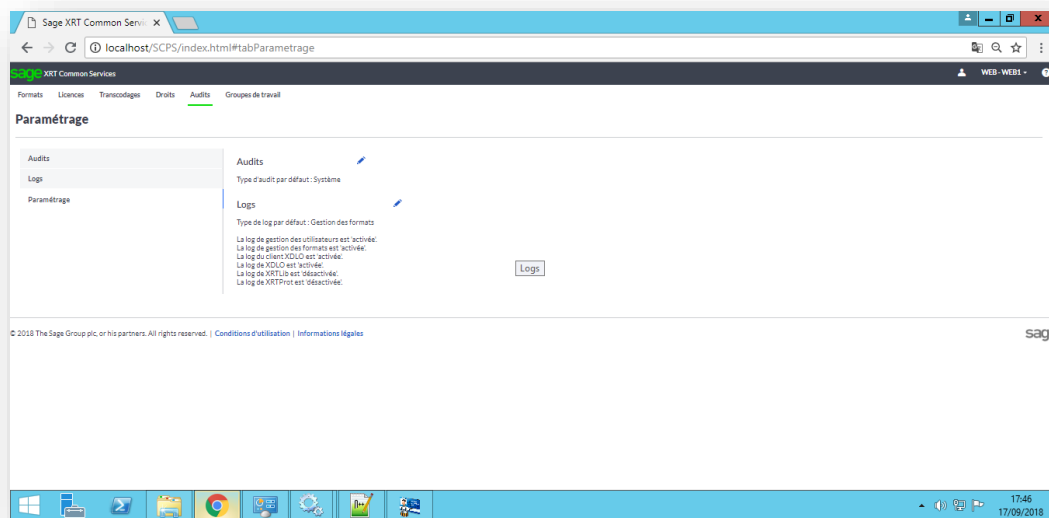 Sage XRT Common Servi
localhost/SCPS/index.html#tabParametrage
sage XRT Common Services
WEB - WEB1
Formats Licences Transcodages Droits Audits Groupes de travail
Paramétrage
Audits
Logs
Paramétrage
Audits
Type d'audit par défaut : Système
Logs
Type de log par défaut : Gestion des formats
La log de gestion des utilisateurs est 'activée'.
La log de gestion des formats est 'activée'.
La log du client XDLO est 'activée'.
La log de XDLO est 'activée'.
La log de XRTLib est 'désactivée'.
La log de XRTProt est 'désactivée'.
Logs
© 2018 The Sage Group plc, or his partners. All rights reserved. | Conditions d'utilisation | Informations légales
sag
17:46
17/09/2018